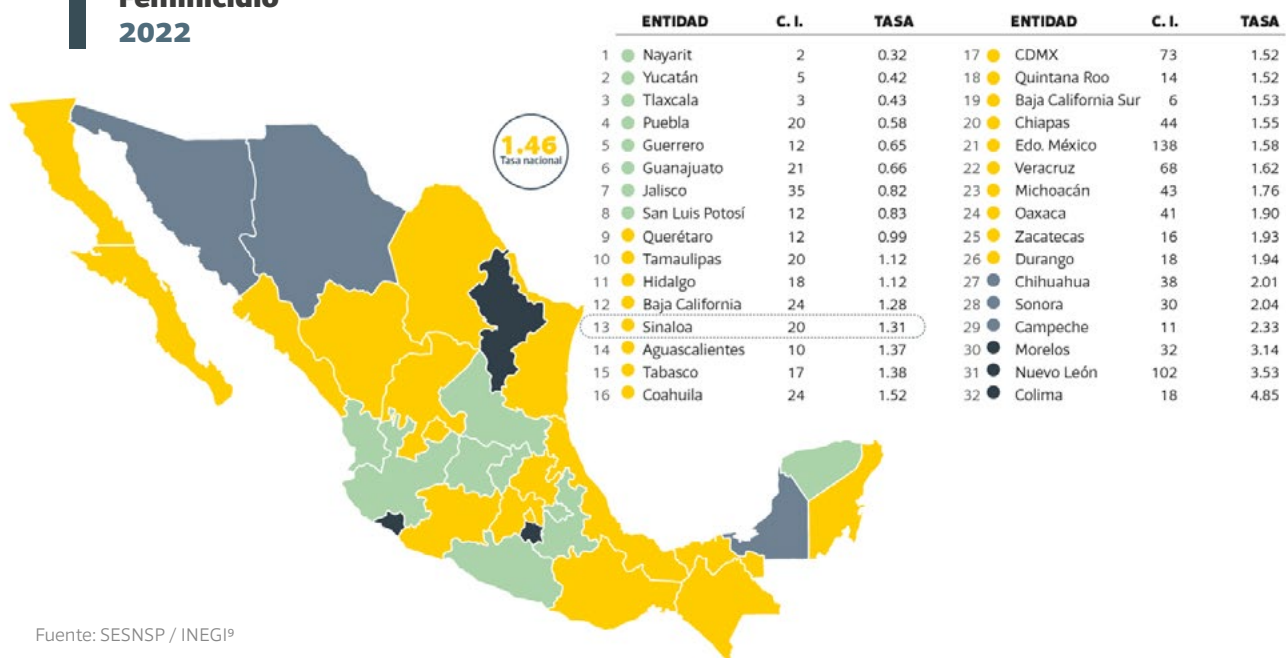 Feminicidio
2022
ENTIDAD C. I. TASA
1 Nayarit 2 0.32
2 Yucatán 5 0.42
3 Tlaxcala 3 0.43
4 Puebla 20 0.58
5 Guerrero 12 0.65
6 Guanajuato 21 0.66
7 Jalisco 35 0.82
8 San Luis Potosí 12 0.83
9 Querétaro 12 0.99
10 Tamaulipas 20 1.12
11 Hidalgo 18 1.12
12 Baja California 24 1.28
13 Sinaloa 20 1.31
14 Aguascalientes 10 1.37
15 Tabasco 17 1.38
16 Coahuila 24 1.52
ENTIDAD C. I. TASA
17 CDMX 73 1.52
18 Quintana Roo 14 1.52
19 Baja California Sur 6 1.53
20 Chiapas 44 1.55
21 Edo. México 138 1.58
22 Veracruz 68 1.62
23 Michoacán 43 1.76
24 Oaxaca 41 1.90
25 Zacatecas 16 1.93
26 Durango 18 1.94
27 Chihuahua 38 2.01
28 Sonora 30 2.04
29 Campeche 11 2.33
30 Morelos 32 3.14
31 Nuevo León 102 3.53
32 Colima 18 4.85
1.46
Tasa nacional
Fuente: SESNSP / INEGI⁹